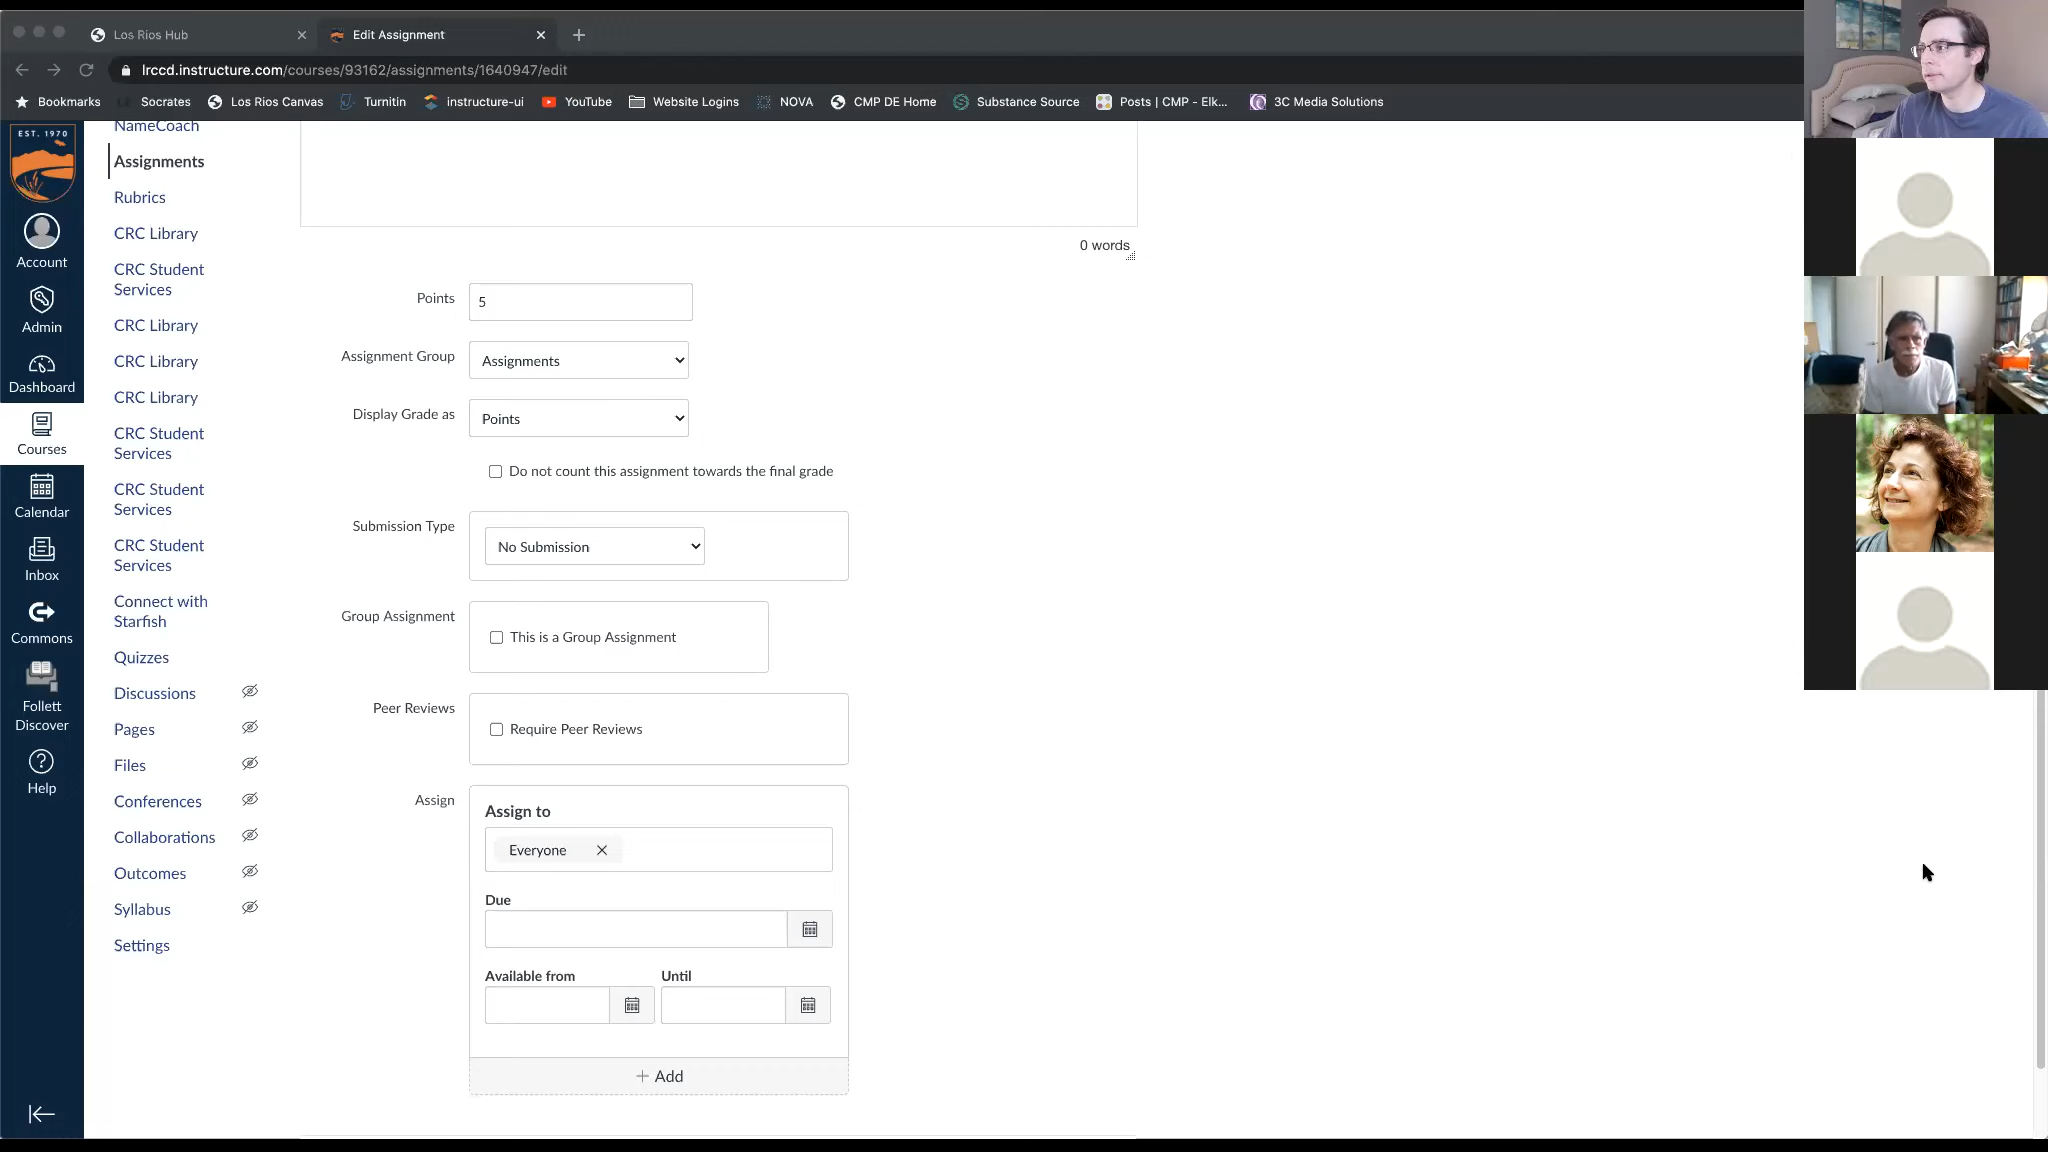 Los Rios Hub
Edit Assignment
lrccd.instructure.com/courses/93162/assignments/1640947/edit
Bookmarks
Socrates
Los Rios Canvas
Turnitin
instructure-ui
YouTube
Website Logins
NOVA
CMP DE Home
Substance Source
Posts | CMP - Elk...
3C Media Solutions
EST. 1970
Account
Admin
Dashboard
Courses
Calendar
Inbox
Commons
Follett
Discover
Help
NameCoach
Assignments
Rubrics
CRC Library
CRC Student
Services
CRC Library
CRC Library
CRC Library
CRC Student
Services
CRC Student
Services
CRC Student
Services
Connect with
Starfish
Quizzes
Discussions
Pages
Files
Conferences
Collaborations
Outcomes
Syllabus
Settings
0 words
Points
5
Assignment Group
Assignments
Display Grade as
Points
Do not count this assignment towards the final grade
Submission Type
No Submission
Group Assignment
This is a Group Assignment
Peer Reviews
Require Peer Reviews
Assign
Assign to
Everyone
Due
Available from
Until
+ Add